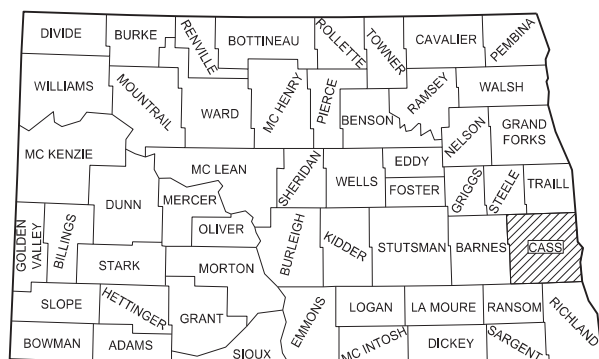 DIVIDE
BURKE
RENVILLE
BOTTINEAU
ROLLETTE
TOWNER
CAVALIER
PEMBINA
WILLIAMS
MOUNTRAIL
WARD
MC HENRY
PIERCE
BENSON
RAMSEY
WALSH
NELSON
GRAND
FORKS
MC KENZIE
MC LEAN
SHERIDAN
WELLS
EDDY
FOSTER
GRIGGS
STEELE
TRAILL
DUNN
MERCER
OLIVER
GOLDEN
VALLEY
BILLINGS
STARK
MORTON
BURLEIGH
KIDDER
STUTSMAN
BARNES
CASS
SLOPE
HETTINGER
GRANT
EMMONS
LOGAN
LA MOURE
RANSOM
RICHLAND
BOWMAN
ADAMS
SIOUX
MC INTOSH
DICKEY
SARGENT